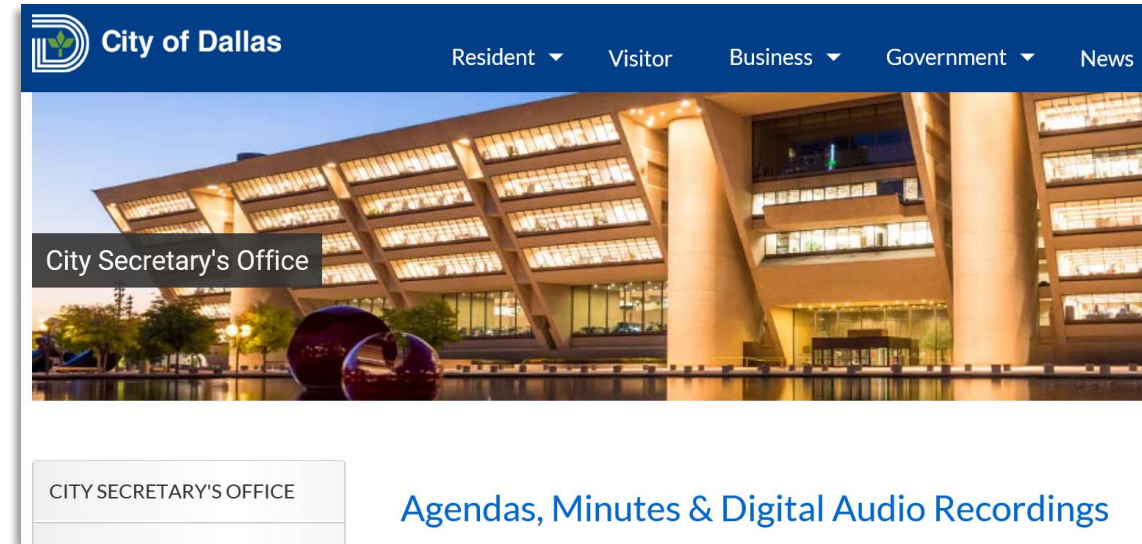 City of Dallas
Resident Visitor Business Government News
City Secretary's Office
CITY SECRETARY'S OFFICE
Agendas, Minutes & Digital Audio Recordings